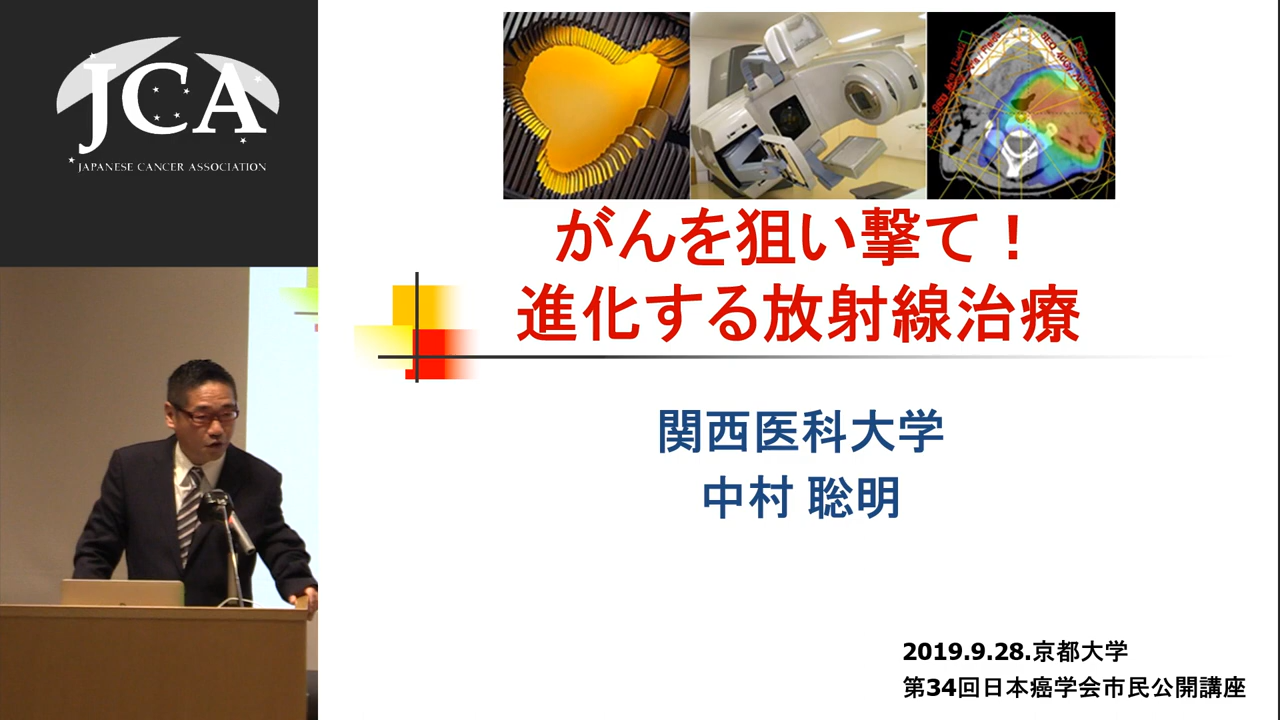 JCA
JAPANESE CANCER ASSOCIATION
がんを狙い撃て！
進化する放射線治療
関西医科大学
中村 聡明
2019.9.28.京都大学
第34回日本癌学会市民公開講座